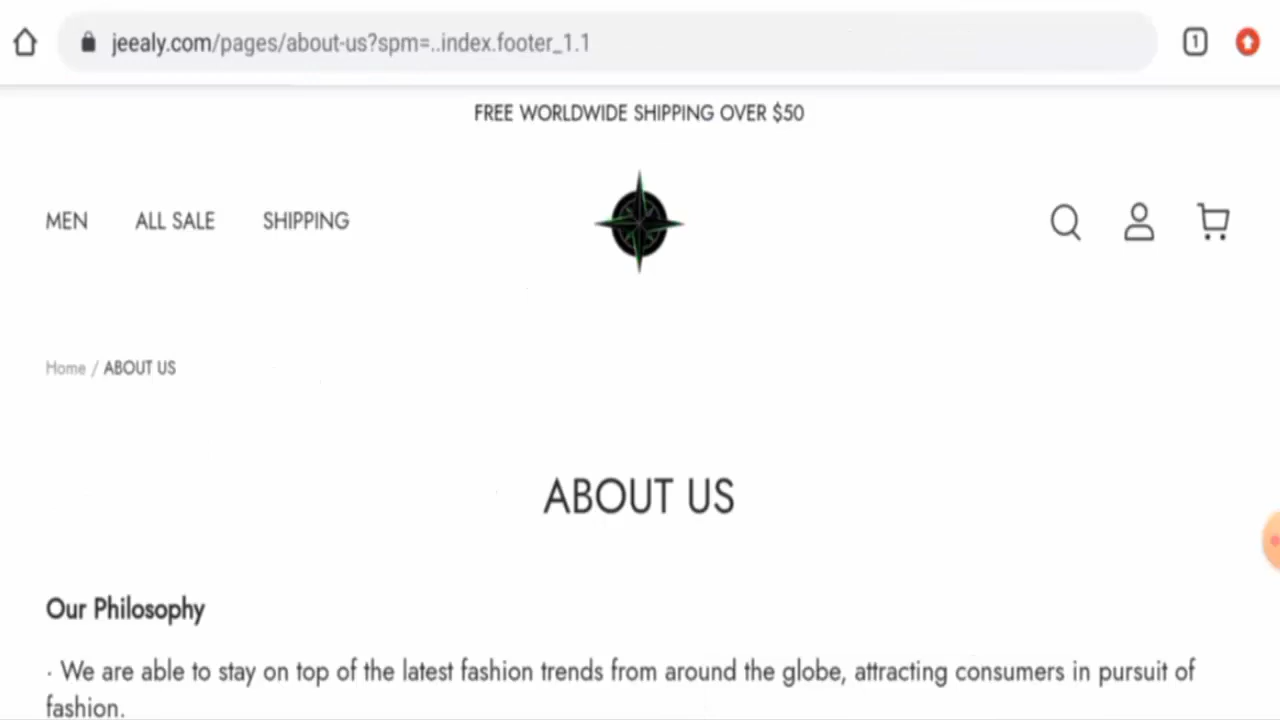 jeealy.com/pages/about-us?spm=..index.footer_1.1
1
FREE WORLDWIDE SHIPPING OVER $50
MEN ALL SALE SHIPPING
Home / ABOUT US
ABOUT US
Our Philosophy
· We are able to stay on top of the latest fashion trends from around the globe, attracting consumers in pursuit of
fashion.